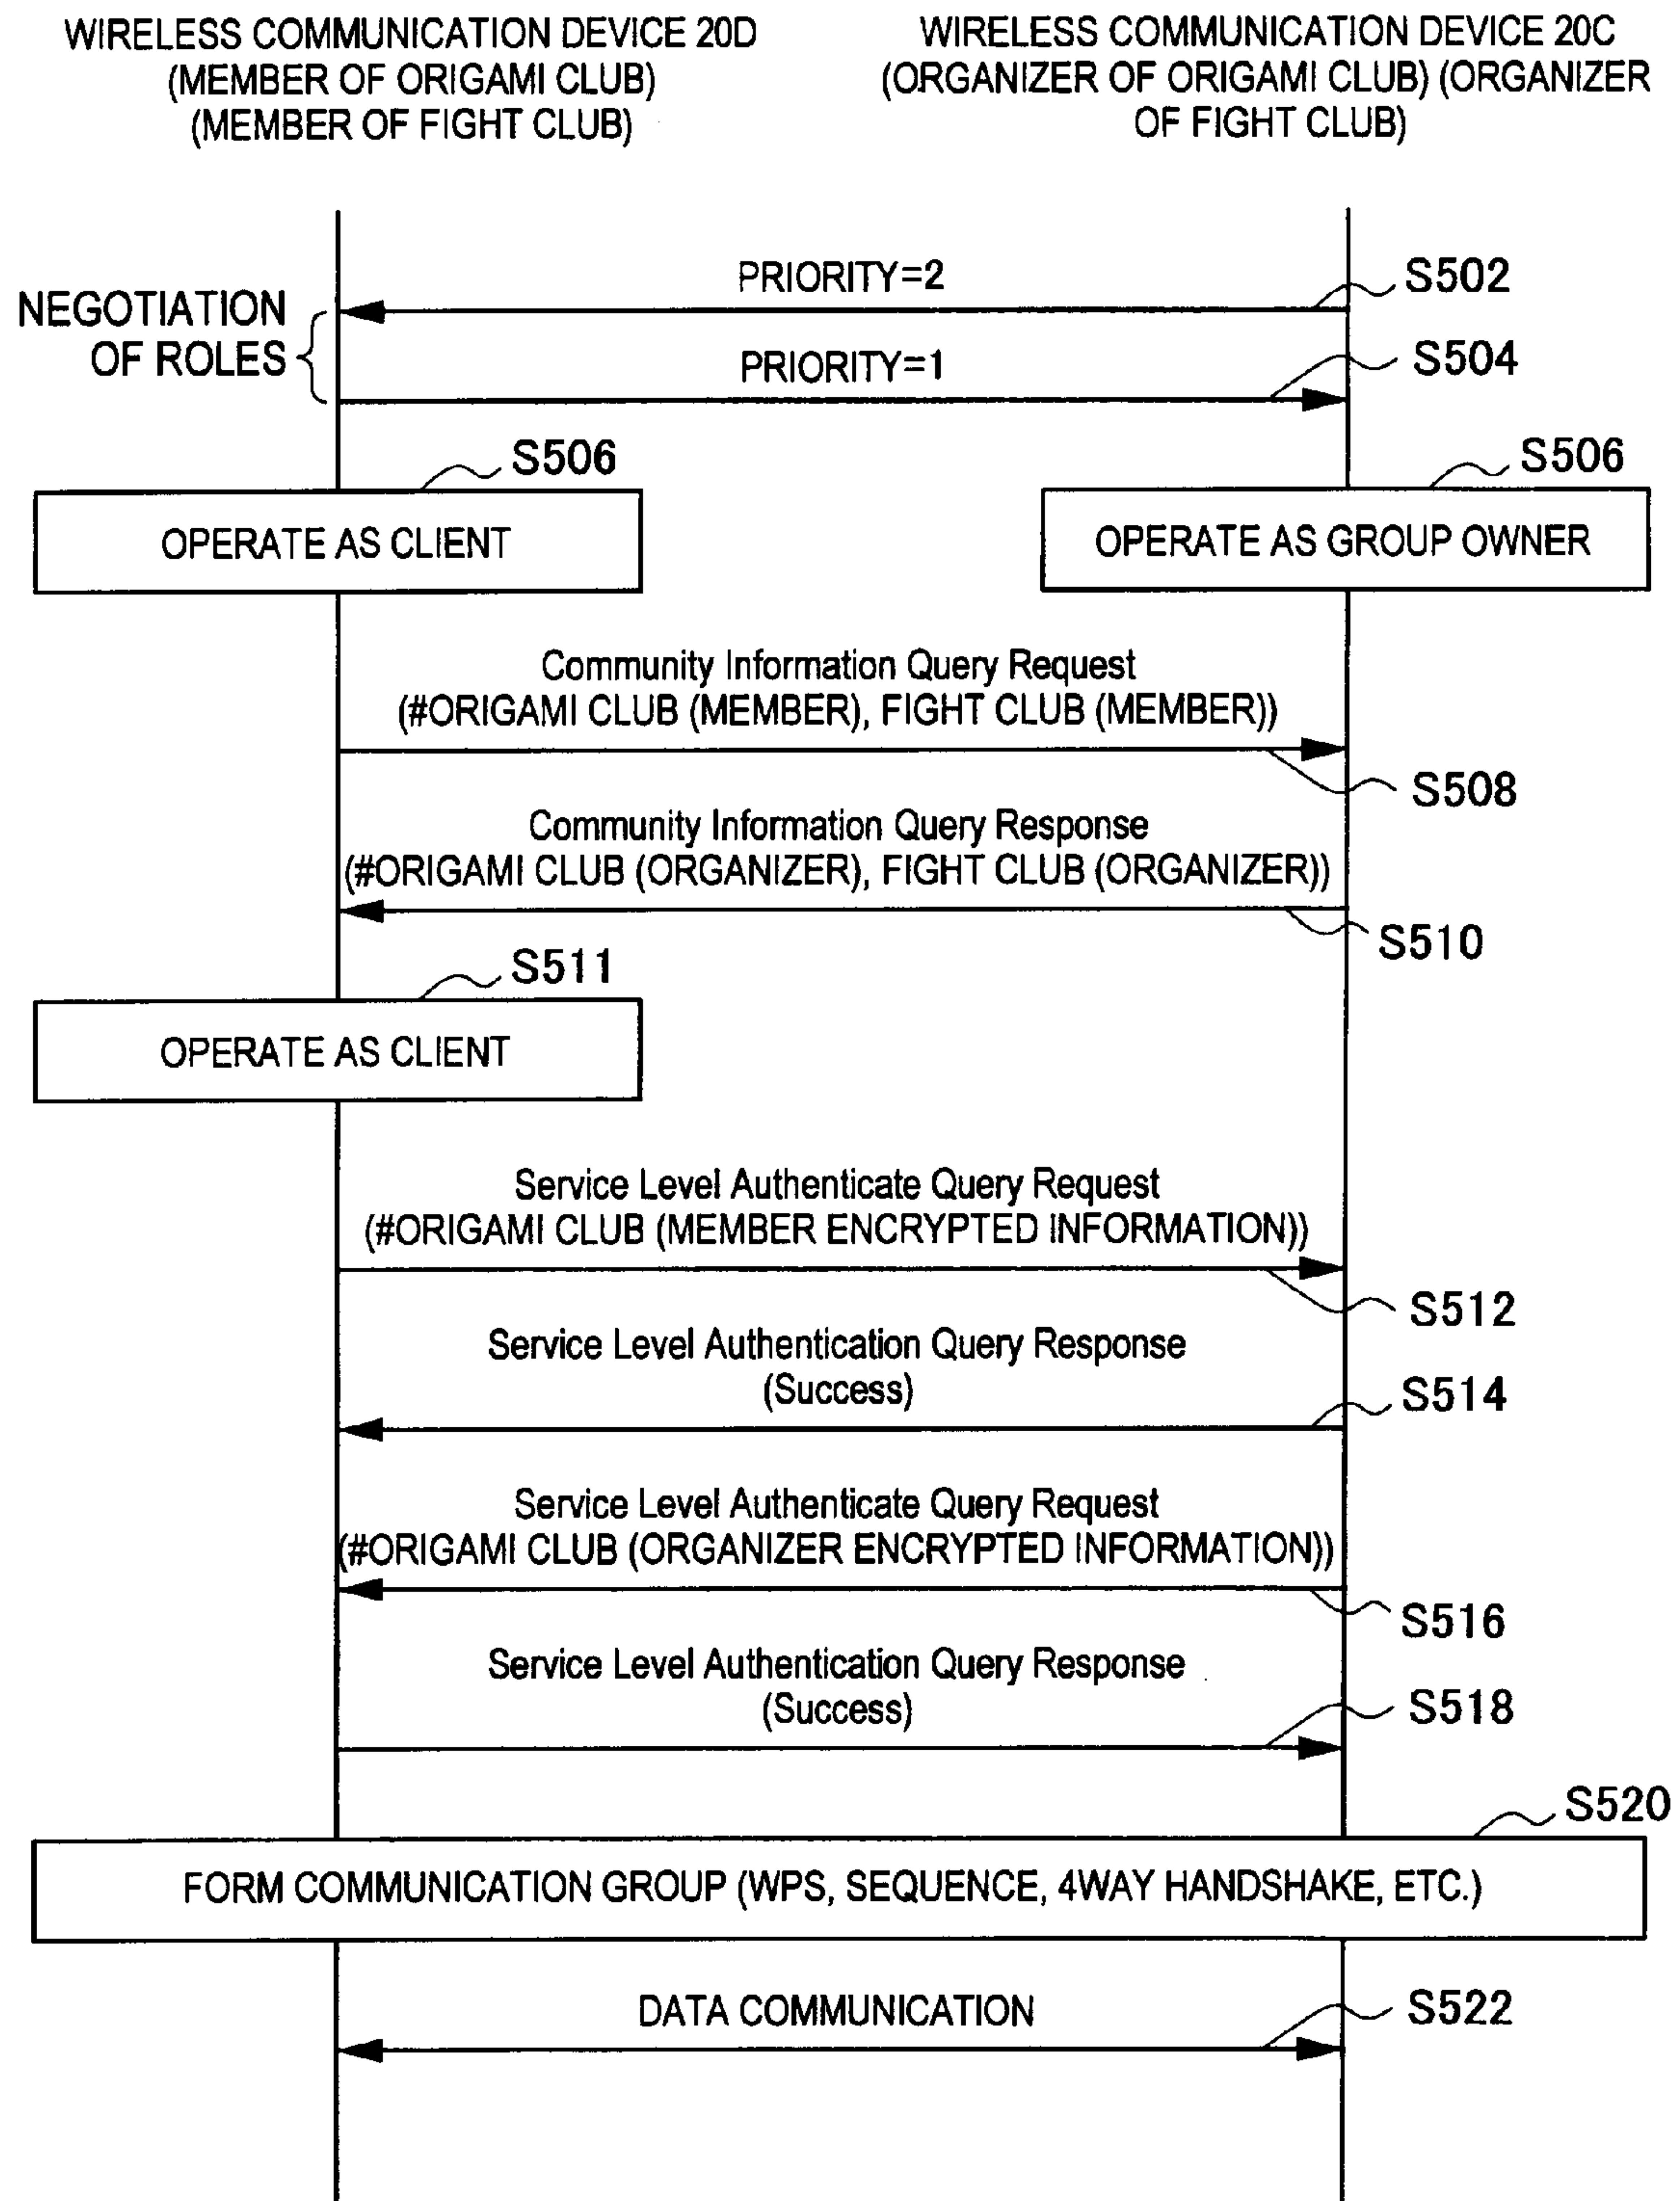 WIRELESS COMMUNICATION DEVICE 20D
(MEMBER OF ORIGAMI CLUB)
(MEMBER OF FIGHT CLUB)
WIRELESS COMMUNICATION DEVICE 20C
(ORGANIZER OF ORIGAMI CLUB) (ORGANIZER
OF FIGHT CLUB)
PRIORITY=2
S502
NEGOTIATION
OF ROLES
PRIORITY=1
S504
S506
S506
OPERATE AS CLIENT
OPERATE AS GROUP OWNER
Community Information Query Request
(#ORIGAMI CLUB (MEMBER), FIGHT CLUB (MEMBER))
S508
Community Information Query Response
(#ORIGAMI CLUB (ORGANIZER), FIGHT CLUB (ORGANIZER))
S510
S511
OPERATE AS CLIENT
Service Level Authenticate Query Request
(#ORIGAMI CLUB (MEMBER ENCRYPTED INFORMATION))
S512
Service Level Authentication Query Response
(Success)
S514
Service Level Authenticate Query Request
(#ORIGAMI CLUB (ORGANIZER ENCRYPTED INFORMATION))
S516
Service Level Authentication Query Response
(Success)
S518
S520
FORM COMMUNICATION GROUP (WPS, SEQUENCE, 4WAY HANDSHAKE, ETC.)
DATA COMMUNICATION
S522